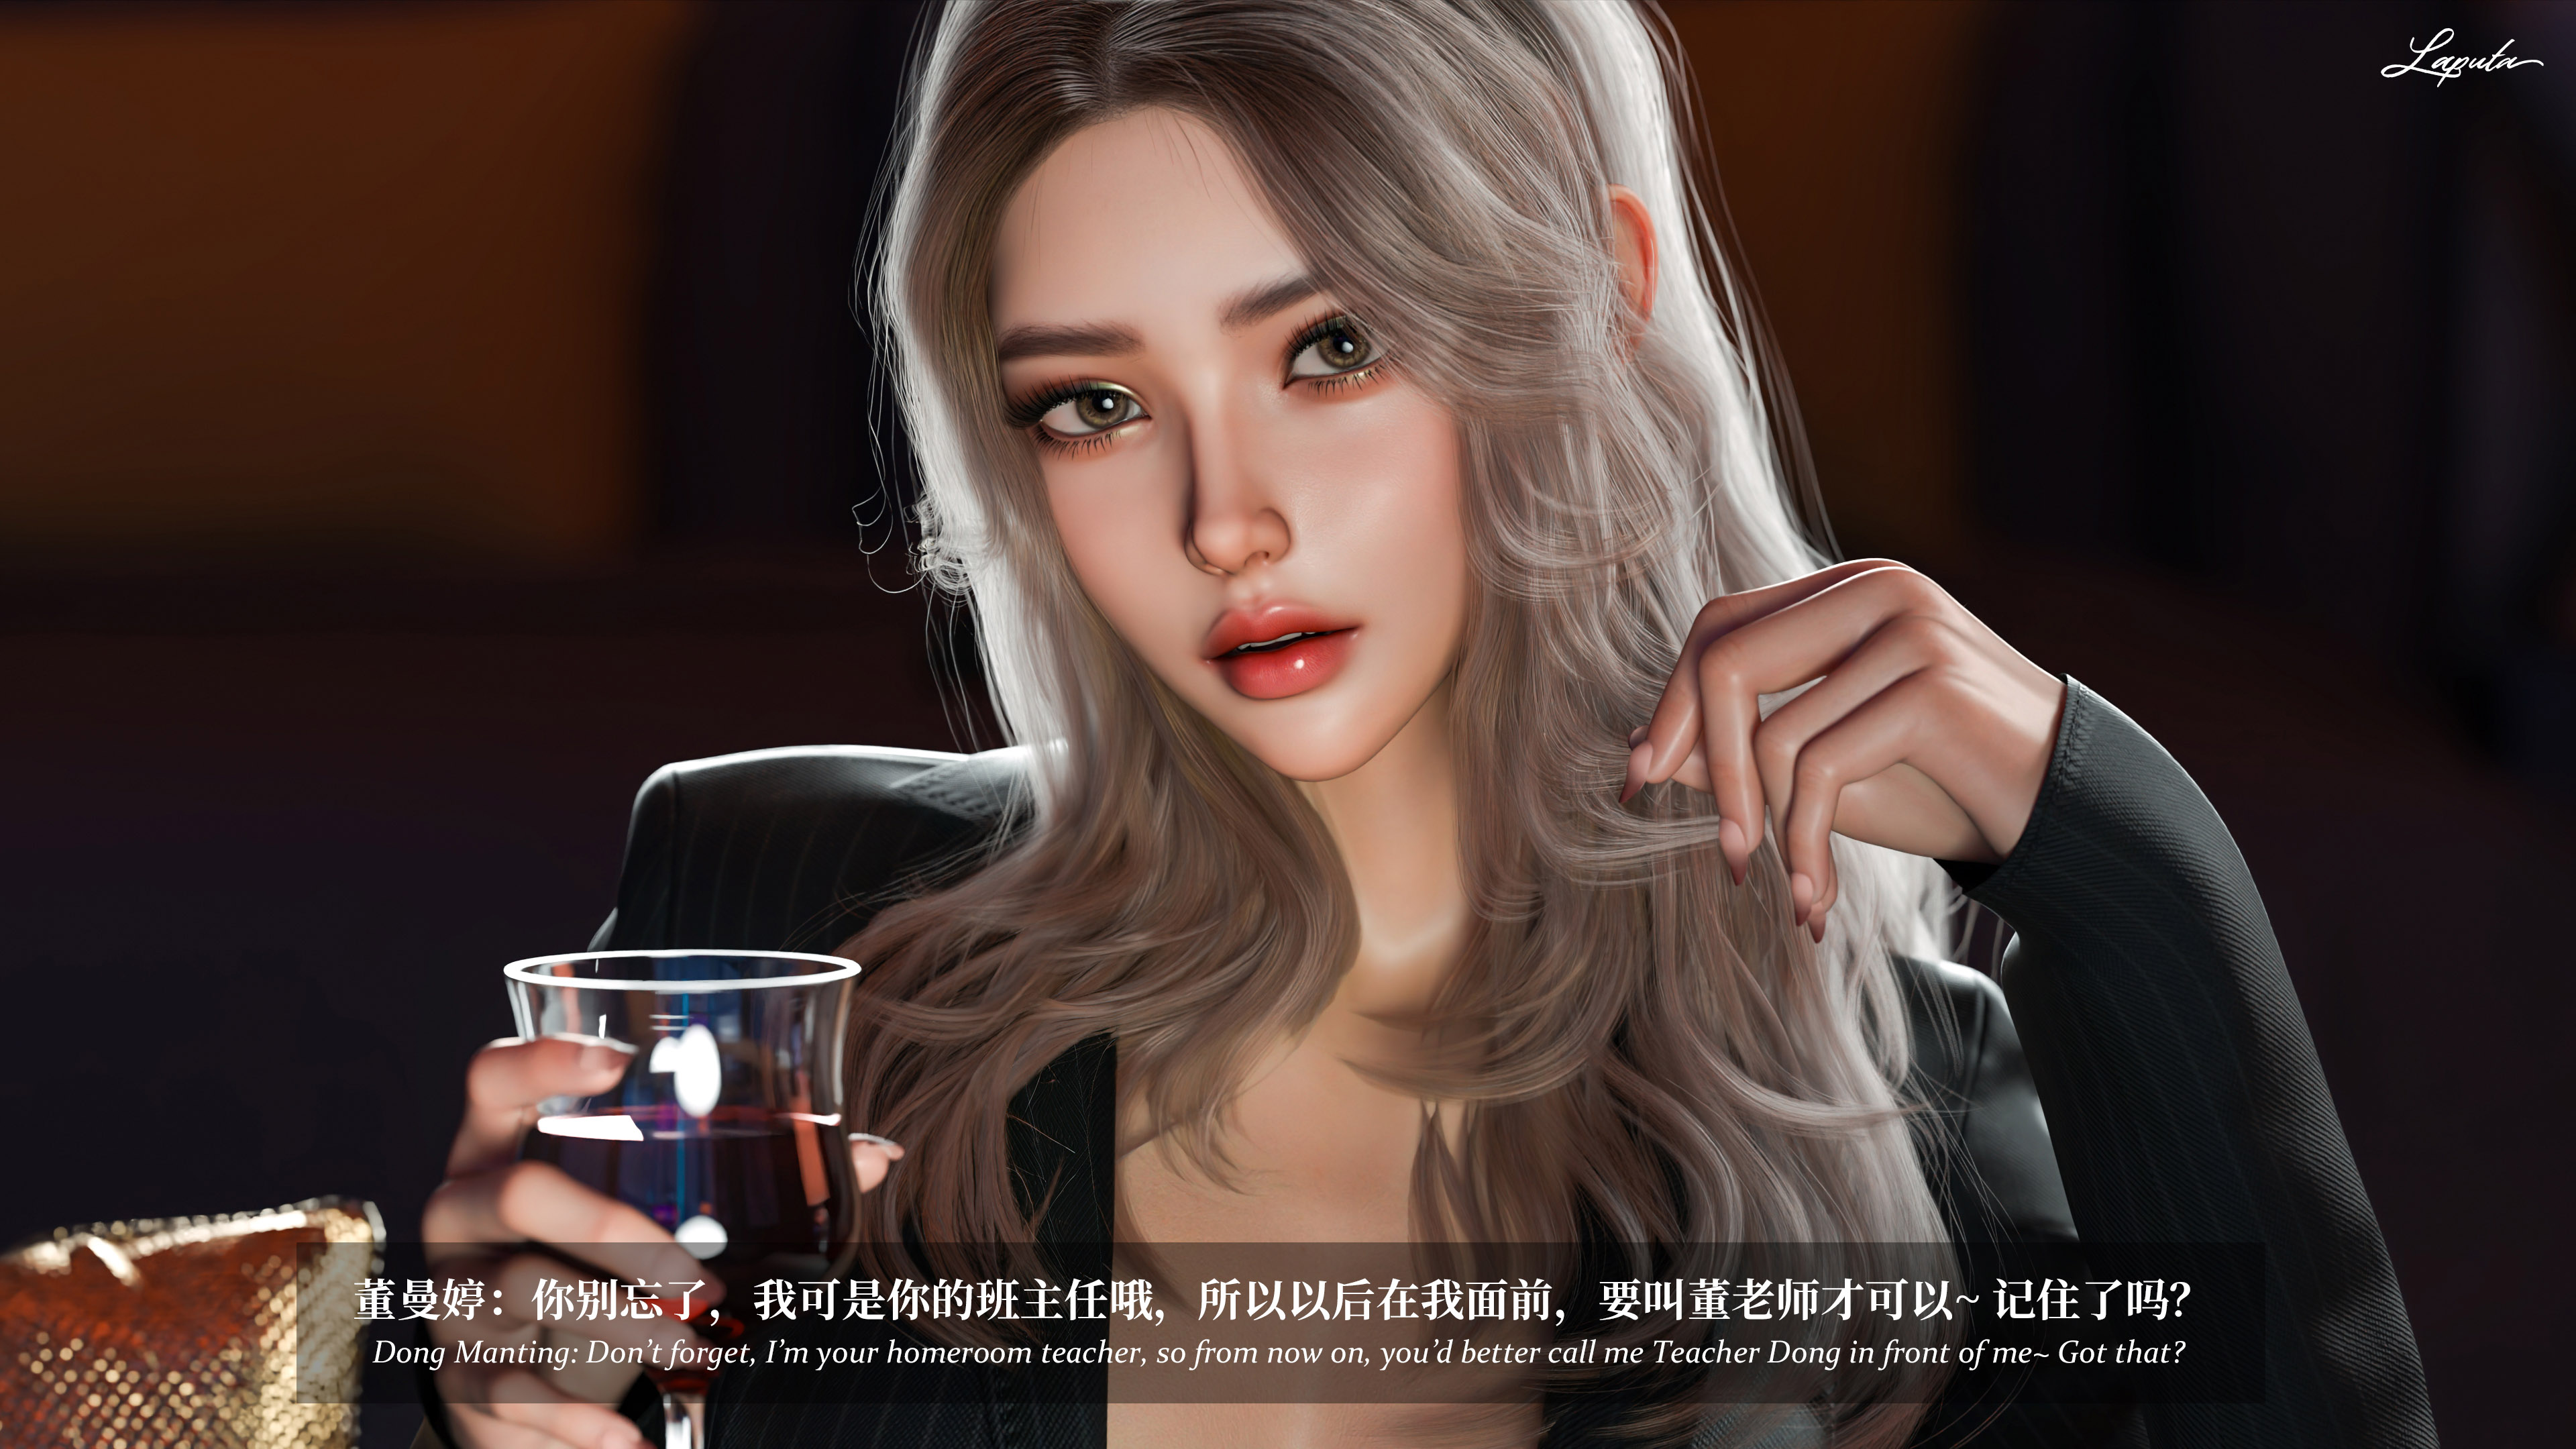 Laputa
董曼婷：你别忘了，我可是你的班主任哦，所以以后在我面前，要叫董老师才可以~ 记住了吗?
Dong Manting: Don't forget, I'm your homeroom teacher, so from now on, you'd better call me Teacher Dong in front of me~ Got that?